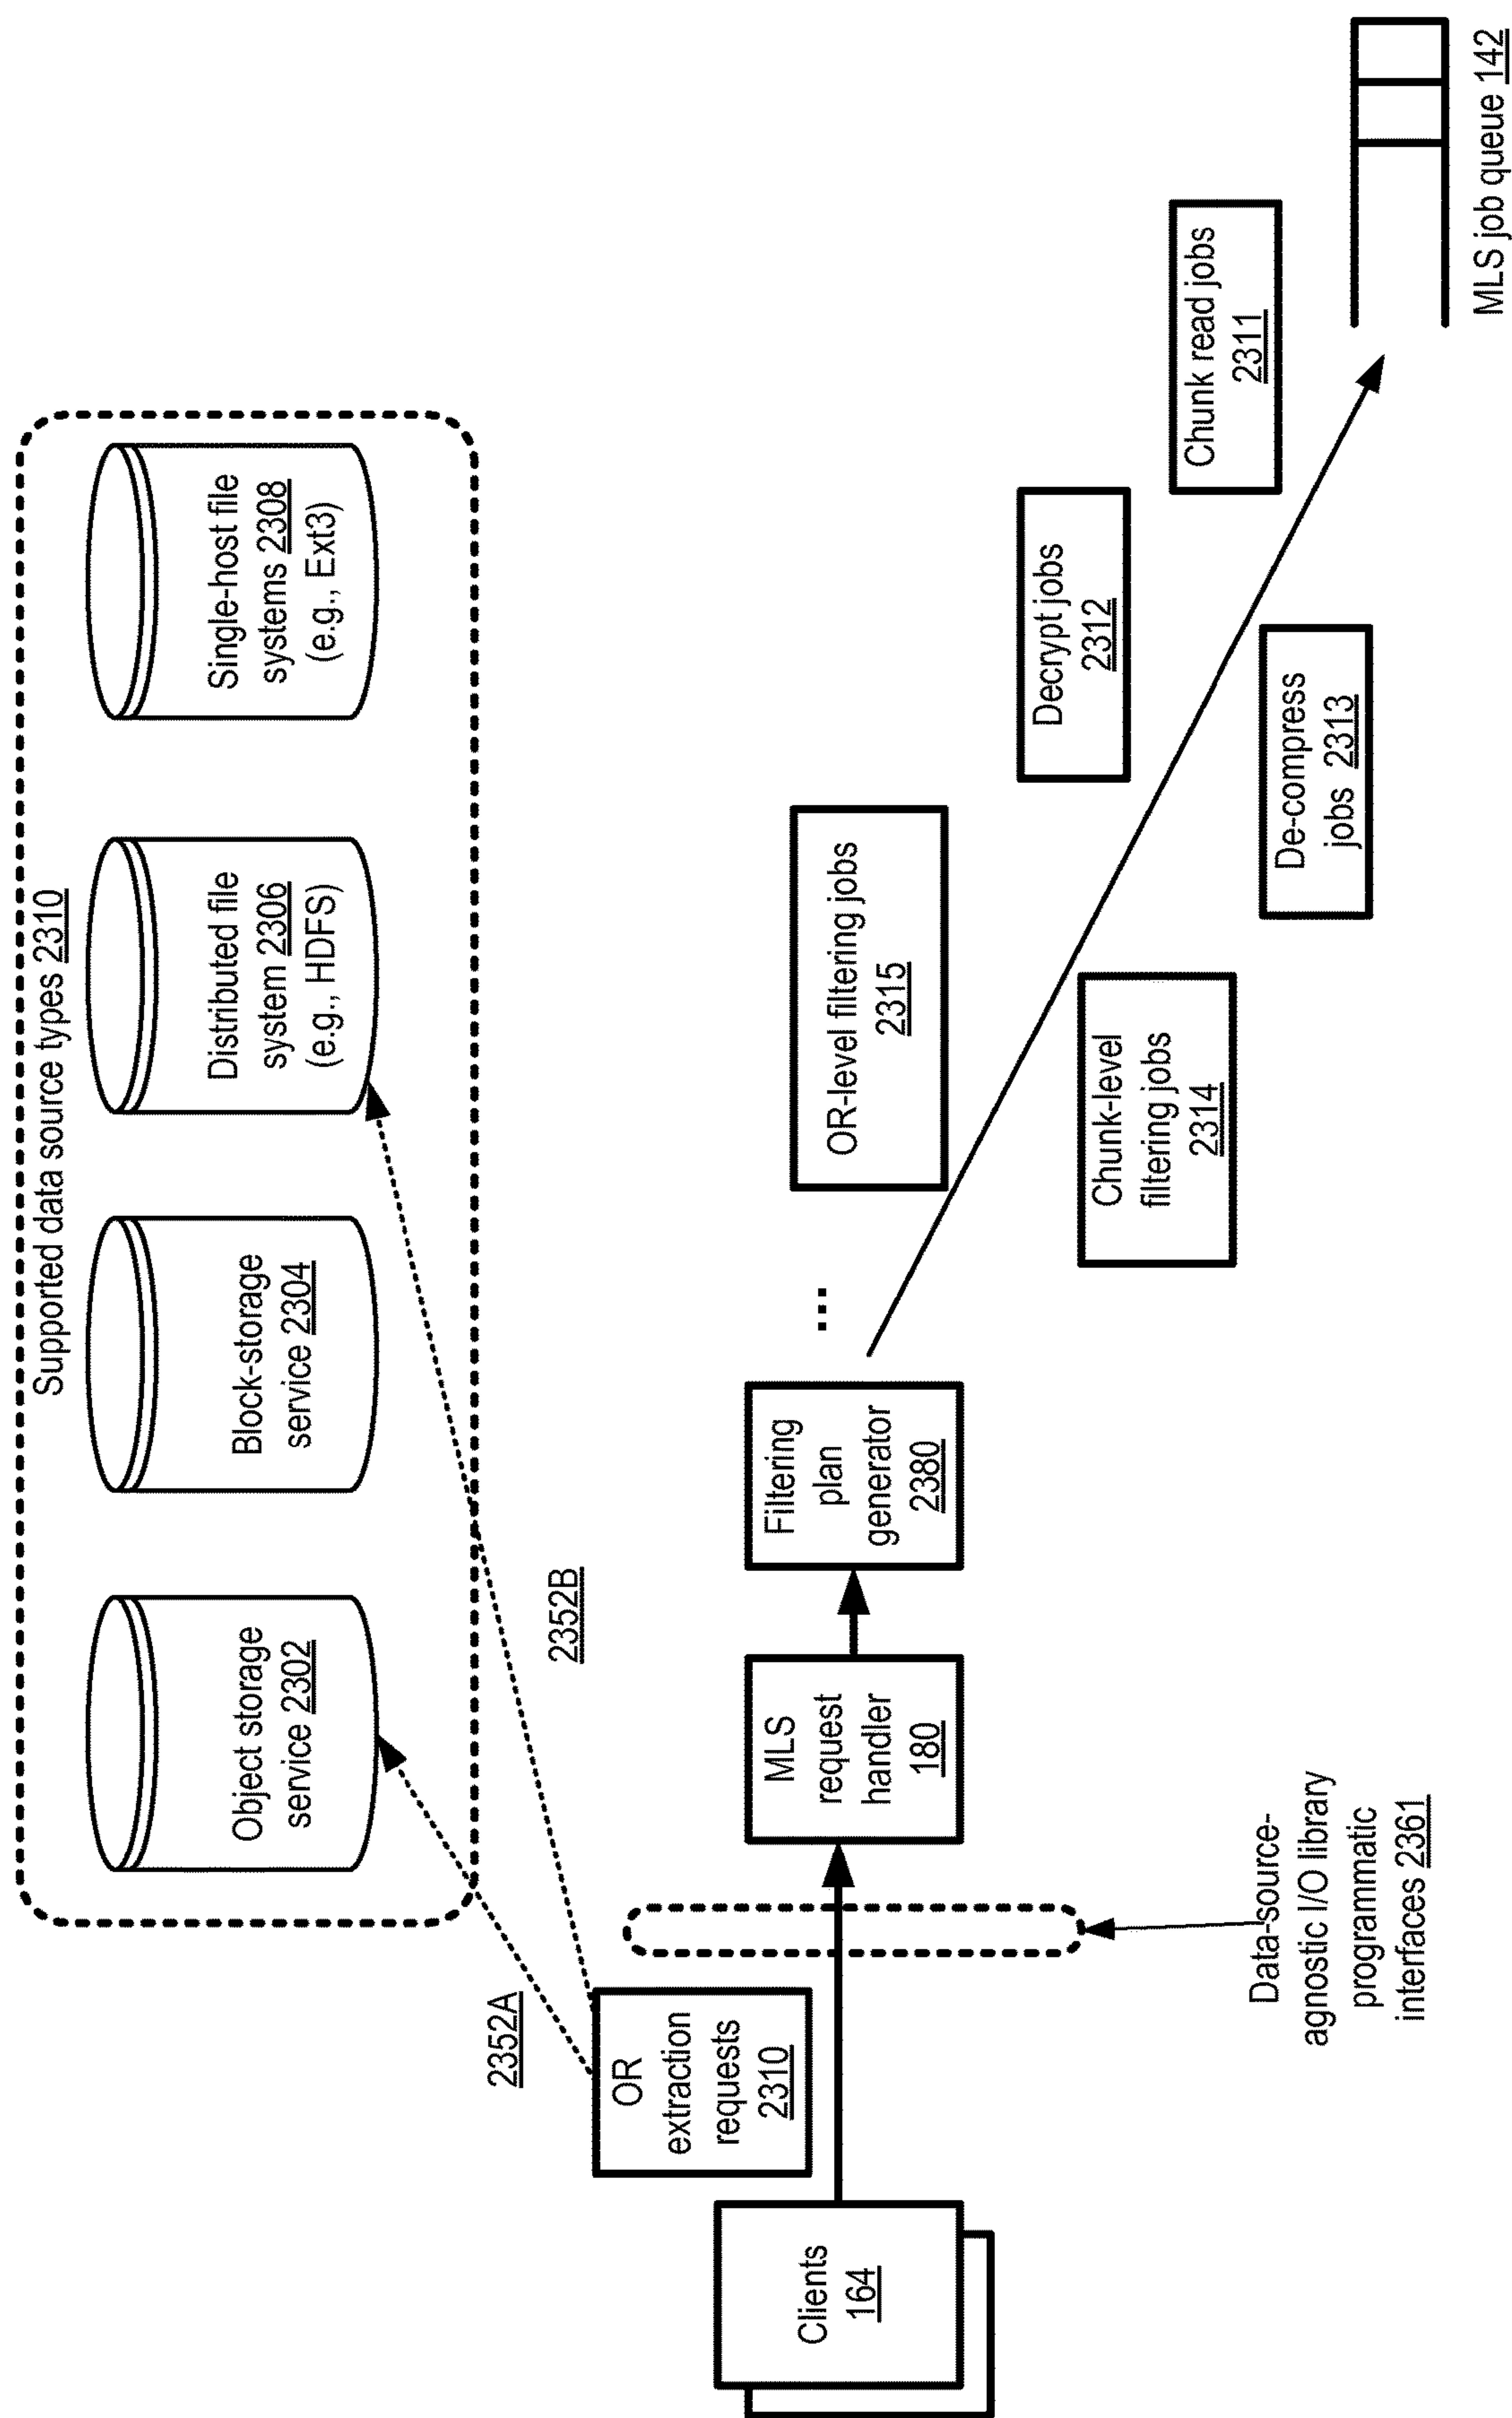 Supported data source types 2310
Object storage
service 2302
Block-storage
service 2304
Distributed file
system 2306
(e.g., HDFS)
Single-host file
systems 2308
(e.g., Ext3)
2352A
2352B
OR
extraction
requests
2310
Clients
164
MLS
request
handler
180
Filtering
plan
generator
2380
...
OR-level filtering jobs
2315
Decrypt jobs
2312
Chunk read jobs
2311
Chunk-level
filtering jobs
2314
De-compress
jobs 2313
Data-source-
agnostic I/O library
programmatic
interfaces 2361
MLS job queue 142